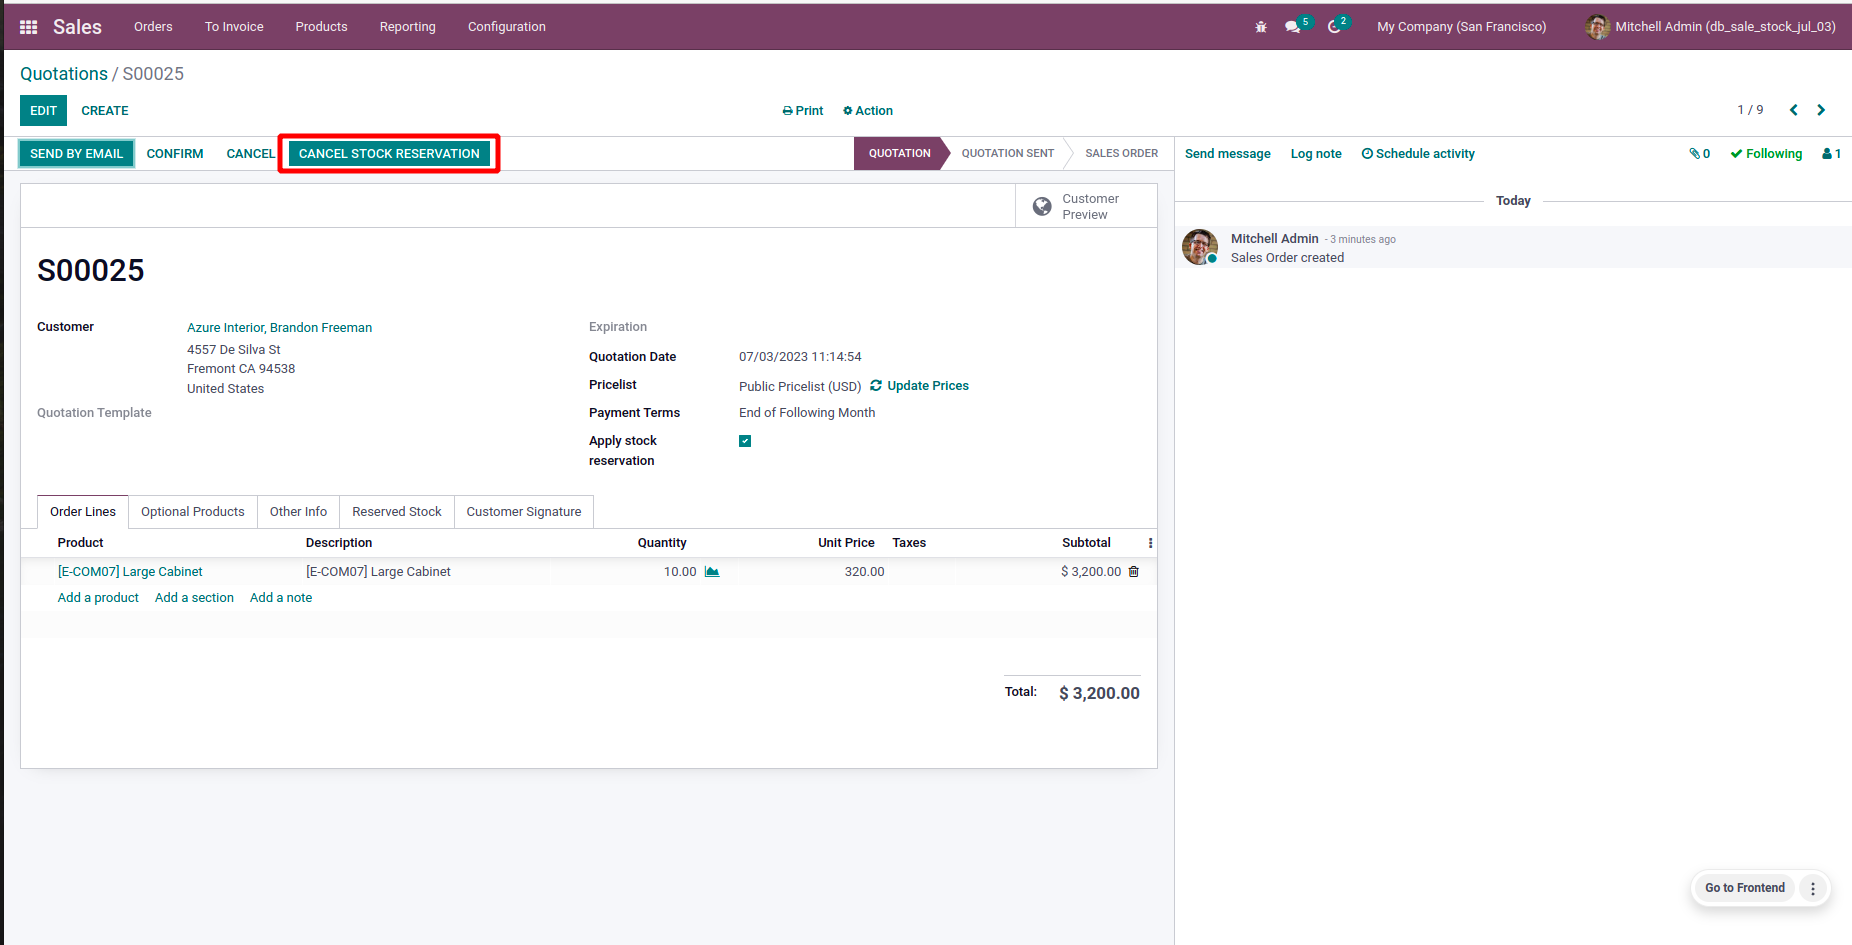 Sales Orders To Invoice Products Reporting Configuration 5 2 My Company (San Francisco) Mitchell Admin (db_sale_stock_jul_03)
Quotations / S00025
EDIT CREATE Print Action 1 / 9
SEND BY EMAIL CONFIRM CANCEL CANCEL STOCK RESERVATION QUOTATION QUOTATION SENT SALES ORDER
Send message Log note Schedule activity 0 Following 1
Customer
Preview
Today
Mitchell Admin - 3 minutes ago
Sales Order created
S00025
Customer Azure Interior, Brandon Freeman
4557 De Silva St
Fremont CA 94538
United States
Quotation Template
Expiration
Quotation Date 07/03/2023 11:14:54
Pricelist Public Pricelist (USD) Update Prices
Payment Terms End of Following Month
Apply stock
reservation
Order Lines Optional Products Other Info Reserved Stock Customer Signature
Product Description Quantity Unit Price Taxes Subtotal
[E-COM07] Large Cabinet [E-COM07] Large Cabinet 10.00 320.00 $ 3,200.00
Add a product Add a section Add a note
Total: $ 3,200.00
Go to Frontend